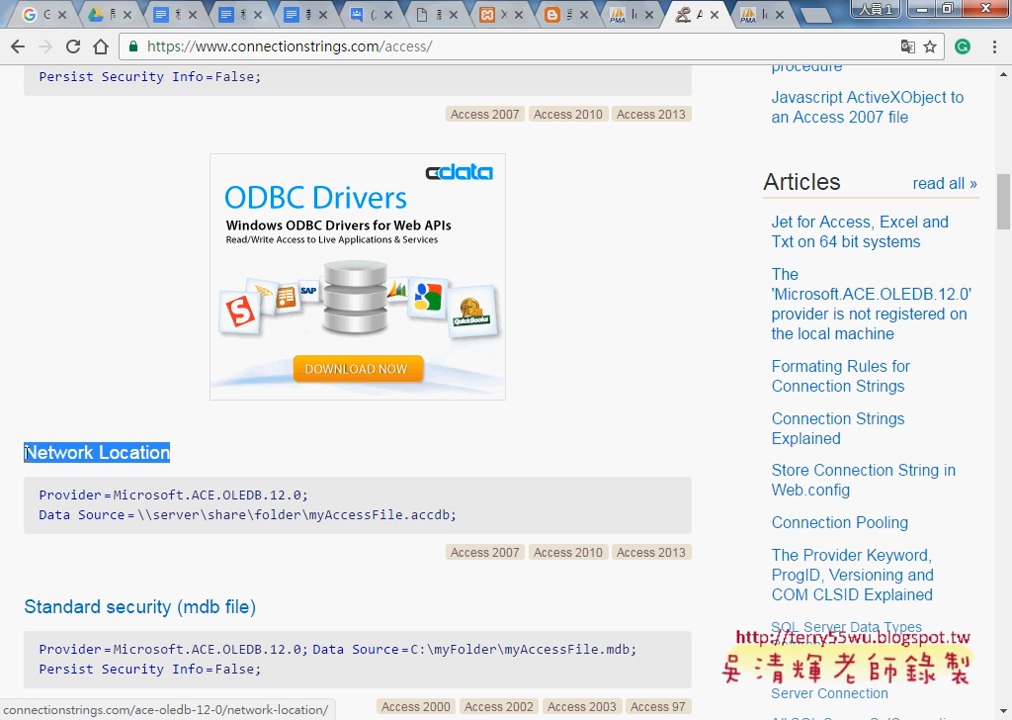 人員1
https://www.connectionstrings.com/access/
Persist Security Info=False;
Access 2007 Access 2010 Access 2013
cdata
ODBC Drivers
Windows ODBC Drivers for Web APIs
Read/Write Access to Live Applications & Services
SAP
QuickBooks
DOWNLOAD NOW
Network Location
Provider=Microsoft.ACE.OLEDB.12.0;
Data Source=\\server\share\folder\myAccessFile.accdb;
Access 2007 Access 2010 Access 2013
Standard security (mdb file)
Provider=Microsoft.ACE.OLEDB.12.0; Data Source=C:\myFolder\myAccessFile.mdb;
Persist Security Info=False;
Access 2000 Access 2002 Access 2003 Access 97
connectionstrings.com/ace-oledb-12-0/network-location/
procedure
Javascript ActiveXObject to
an Access 2007 file
Articles read all »
Jet for Access, Excel and
Txt on 64 bit systems
The
'Microsoft.ACE.OLEDB.12.0'
provider is not registered on
the local machine
Formating Rules for
Connection Strings
Connection Strings
Explained
Store Connection String in
Web.config
Connection Pooling
The Provider Keyword,
ProgID, Versioning and
COM CLSID Explained
SQL Server Data Types
http://terry55wu.blogspot.tw
吳清輝老師錄製
Server Connection